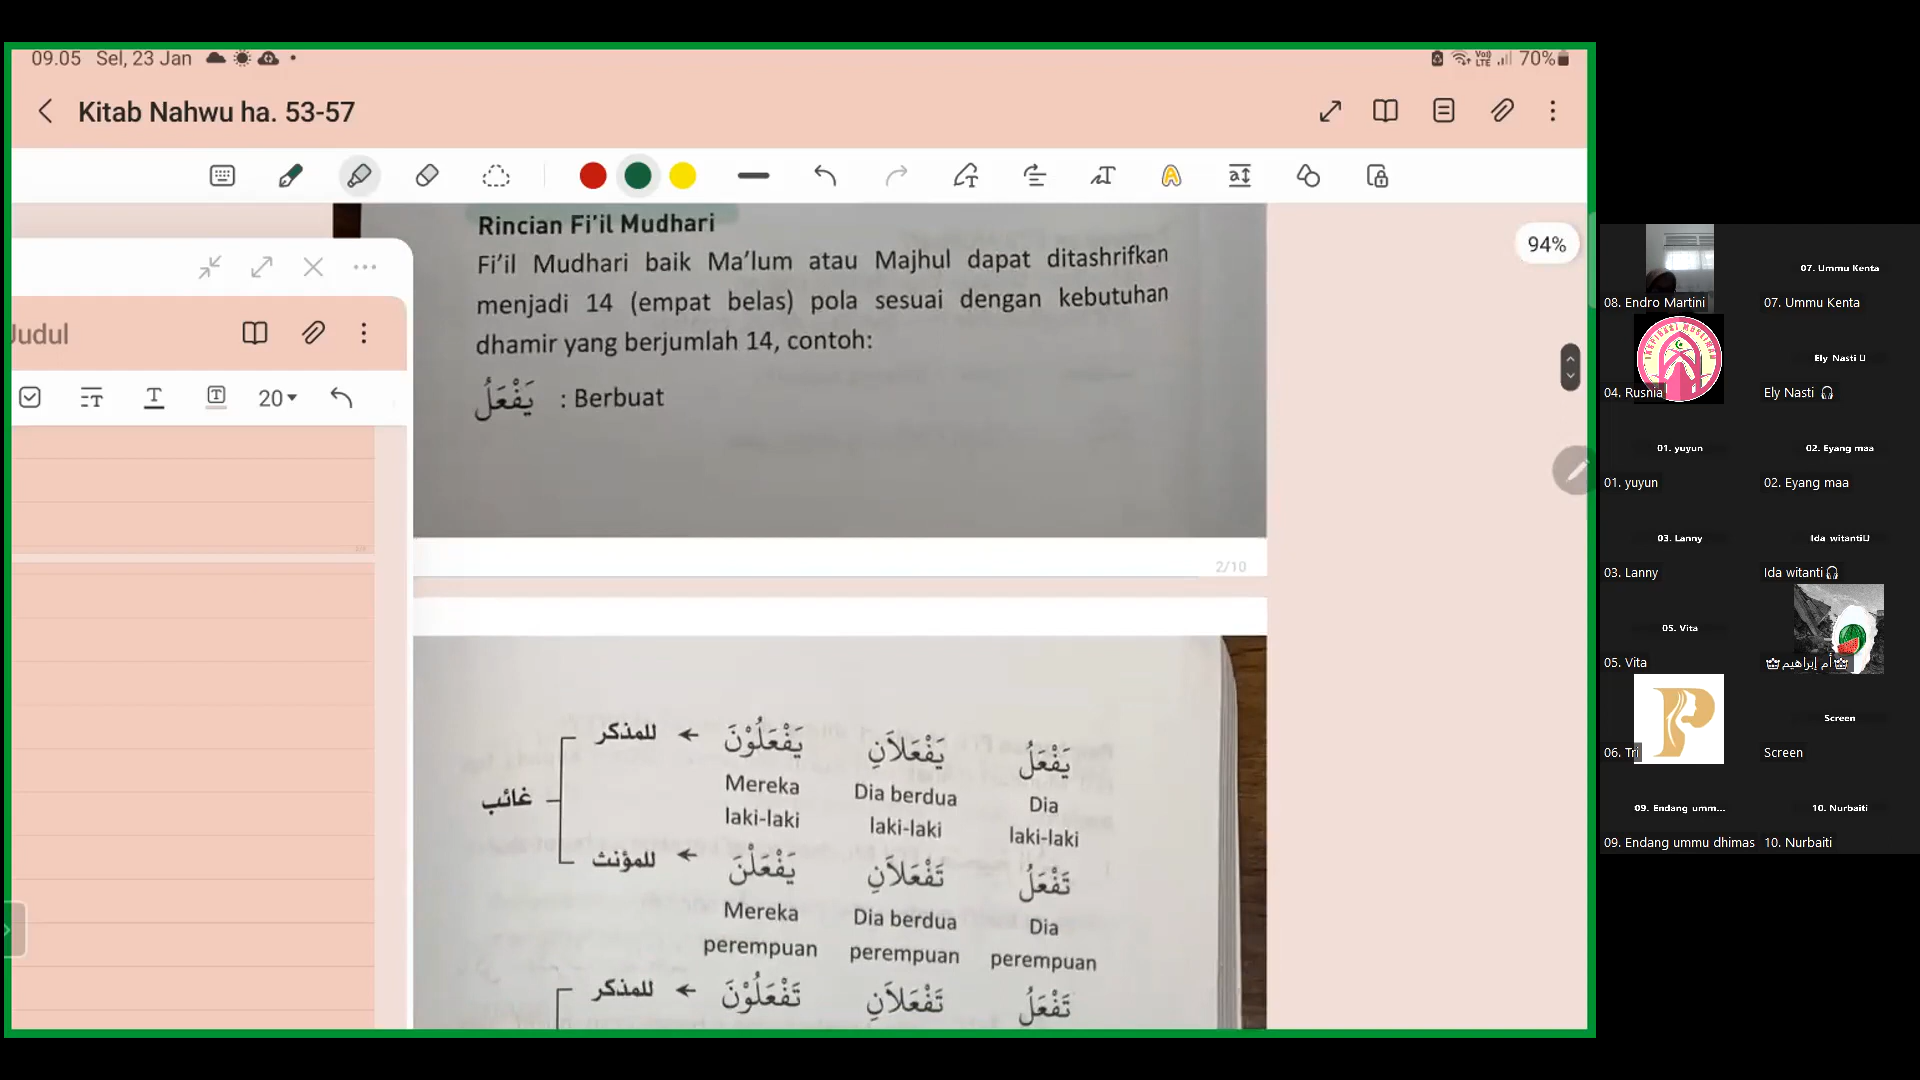 09.05 Sel, 23 Jan
70%
Kitab Nahwu ha. 53-57
94%
Rincian Fi'il Mudhari
Fi'il Mudhari baik Ma'lum atau Majhul dapat ditashrifkan
menjadi 14 (empat belas) pola sesuai dengan kebutuhan
dhamir yang berjumlah 14, contoh:
يَفْعَلُ : Berbuat
Judul
20
2/10
للمذكر ← يَفْعَلُوْنَ يَفْعَلاَنِ يَفْعَلُ
Mereka Dia berdua Dia
laki-laki laki-laki laki-laki
غائب
للمؤنث ← يَفْعَلْنَ تَفْعَلاَنِ تَفْعَلُ
Mereka Dia berdua Dia
perempuan perempuan perempuan
للمذكر ← تَفْعَلُوْنَ تَفْعَلاَنِ تَفْعَلُ
08. Endro Martini
07. Ummu Kenta
07. Ummu Kenta
INSPIRASI MUSLIMAH
04. Rusnia
Ely Nasti
Ely Nasti
01. yuyun
01. yuyun
02. Eyang maa
02. Eyang maa
03. Lanny
03. Lanny
Ida witanti
Ida witanti
05. Vita
05. Vita
أم إبراهيم
06. Tri
Screen
Screen
09. Endang umm...
09. Endang ummu dhimas
10. Nurbaiti
10. Nurbaiti